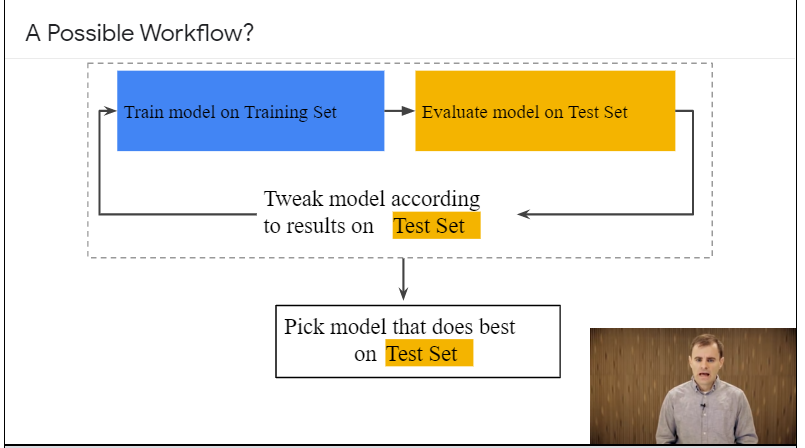 A Possible Workflow?
Train model on Training Set
Evaluate model on Test Set
Tweak model according
to results on Test Set
Pick model that does best
on Test Set